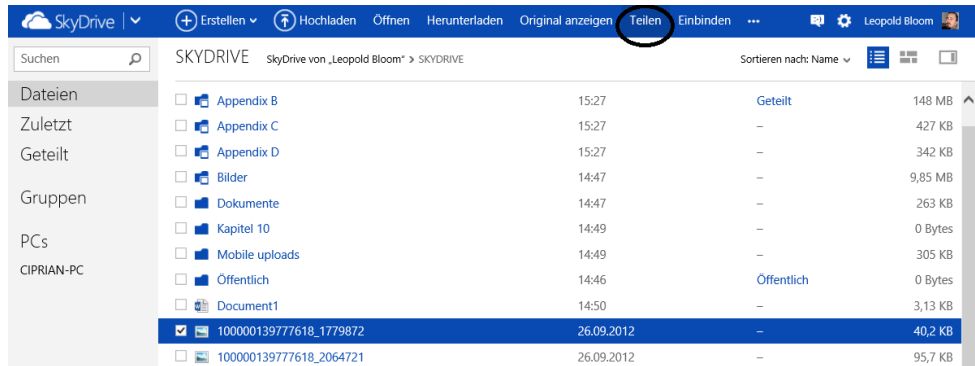 SkyDrive Erstellen Hochladen Öffnen Herunterladen Original anzeigen Teilen Einbinden ••• Leopold Bloom
Suchen SKYDRIVE SkyDrive von „Leopold Bloom“ > SKYDRIVE Sortieren nach: Name
Dateien
Zuletzt
Geteilt
Gruppen
PCs
CIPRIAN-PC
Appendix B 15:27 Geteilt 148 MB
Appendix C 15:27 – 427 KB
Appendix D 15:27 – 342 KB
Bilder 14:47 – 9,85 MB
Dokumente 14:47 – 263 KB
Kapitel 10 14:49 – 0 Bytes
Mobile uploads 14:49 – 305 KB
Öffentlich 14:46 Öffentlich 0 Bytes
Document1 14:50 – 3,13 KB
100000139777618_1779872 26.09.2012 – 40,2 KB
100000139777618_2064721 26.09.2012 – 95,7 KB